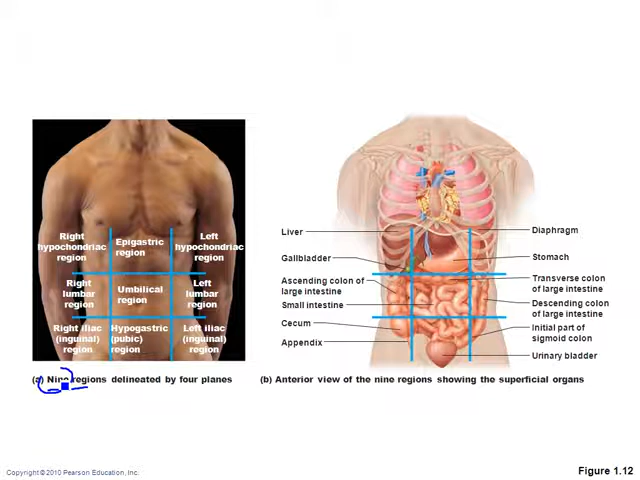 Right
hypochondriac
region
Epigastric
region
Left
hypochondriac
region
Right
lumbar
region
Umbilical
region
Left
lumbar
region
Right iliac
(inguinal)
region
Hypogastric
(pubic)
region
Left iliac
(inguinal)
region
(a) Nine regions delineated by four planes
Liver
Gallbladder
Ascending colon of
large intestine
Small intestine
Cecum
Appendix
Diaphragm
Stomach
Transverse colon
of large intestine
Descending colon
of large intestine
Initial part of
sigmoid colon
Urinary bladder
(b) Anterior view of the nine regions showing the superficial organs
Copyright © 2010 Pearson Education, Inc.
Figure 1.12